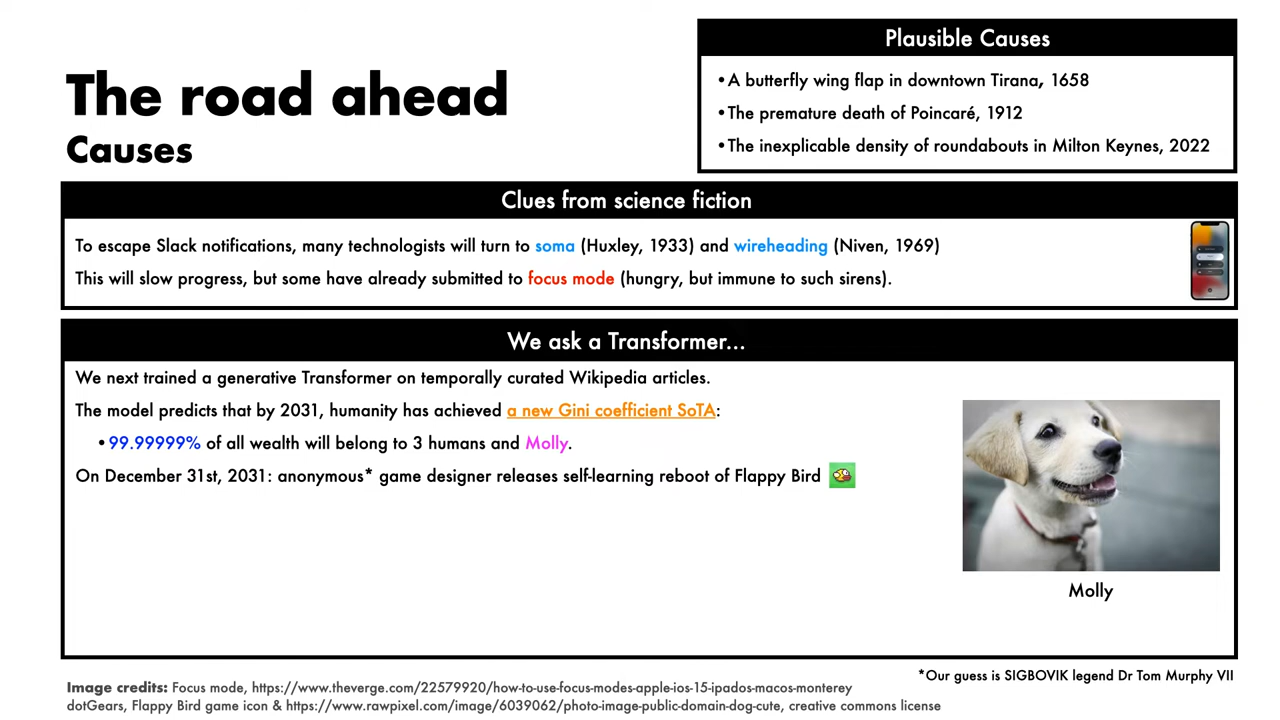 The road ahead
Causes
Plausible Causes
•A butterfly wing flap in downtown Tirana, 1658
•The premature death of Poincaré, 1912
•The inexplicable density of roundabouts in Milton Keynes, 2022
Clues from science fiction
To escape Slack notifications, many technologists will turn to soma (Huxley, 1933) and wireheading (Niven, 1969)
This will slow progress, but some have already submitted to focus mode (hungry, but immune to such sirens).
We ask a Transformer...
We next trained a generative Transformer on temporally curated Wikipedia articles.
The model predicts that by 2031, humanity has achieved a new Gini coefficient SoTA:
•99.99999% of all wealth will belong to 3 humans and Molly.
On December 31st, 2031: anonymous* game designer releases self-learning reboot of Flappy Bird
Molly
*Our guess is SIGBOVIK legend Dr Tom Murphy VII
Image credits: Focus mode, https://www.theverge.com/22579920/how-to-use-focus-modes-apple-ios-15-ipados-macos-monterey
dotGears, Flappy Bird game icon & https://www.rawpixel.com/image/6039062/photo-image-public-domain-dog-cute, creative commons license